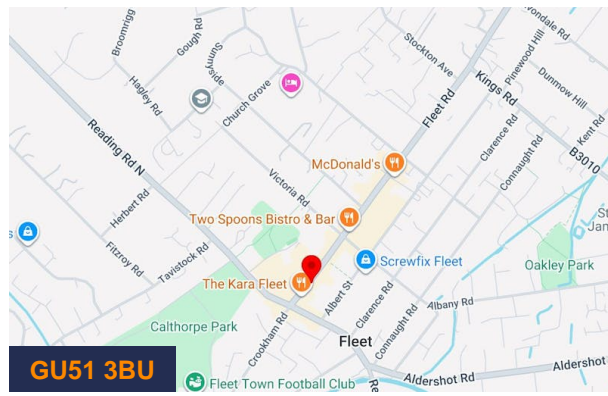 Broomrigg
Gough Rd
Sunnyside
Hagley Rd
Church Grove
Stockton Ave
Fleet Rd
Kings Rd
Pinewood Hill
Dunmow Hill
Kent Rd
B3010
Clarence Rd
Connaught Rd
Reading Rd N
McDonald's
Victoria Rd
Herbert Rd
Two Spoons Bistro & Bar
Fitzroy Rd
Tavistock Rd
Screwfix Fleet
Oakley Park
The Kara Fleet
Albert St
Clarence Rd
Connaught Rd
Albany Rd
Calthorpe Park
Crookham Rd
Fleet
Aldershot Rd
Aldershot
GU51 3BU
Fleet Town Football Club